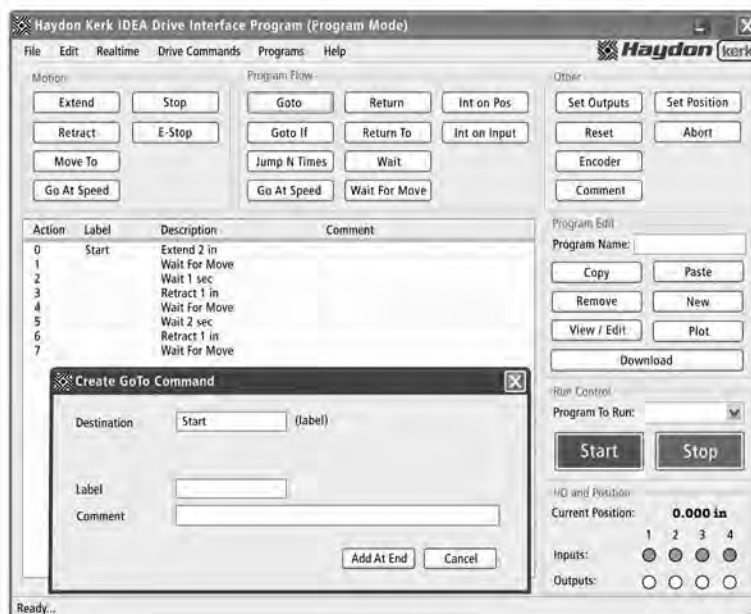 Haydon Kerk IDEA Drive Interface Program (Program Mode)
File Edit Realtime Drive Commands Programs Help
Haydon kerk
Motion
Extend Stop
Retract E-Stop
Move To
Go At Speed
Program Flow
Goto Return Int on Pos
Goto If Return To Int on Input
Jump N Times Wait
Go At Speed Wait For Move
Other
Set Outputs Set Position
Reset Abort
Encoder
Comment
Action Label Description Comment
0 Start Extend 2 in
1 Wait For Move
2 Wait 1 sec
3 Retract 1 in
4 Wait For Move
5 Wait 2 sec
6 Retract 1 in
7 Wait For Move
Program Edit
Program Name:
Copy Paste
Remove New
View / Edit Plot
Download
Create GoTo Command
Destination Start (label)
Label
Comment
Add At End Cancel
Run Control
Program To Run:
Start Stop
I/O and Position
Current Position: 0.000 in
1 2 3 4
Inputs:
Outputs:
Ready...